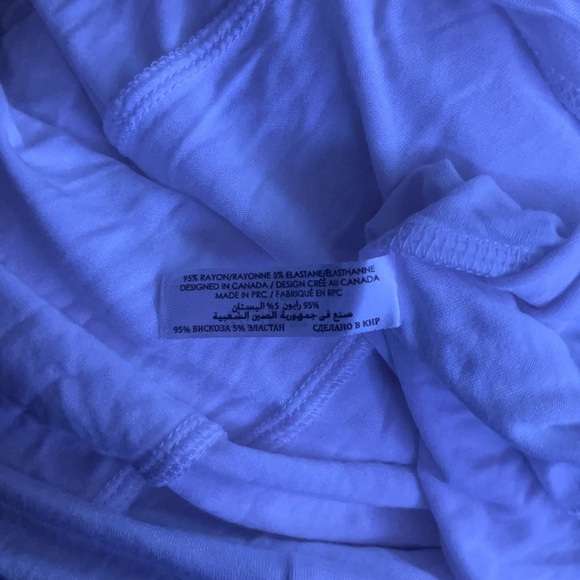 95% RAYON/RAYONNE 5% ELASTANE/ÉLASTHANNE
DESIGNED IN CANADA / DESIGN CRÉÉ AU CANADA
MADE IN PRC / FABRIQUÉ EN RPC
95% رايون 5% اليستان
صنع في جمهورية الصين الشعبية
95% ВИСКОЗА 5% ЭЛАСТАН СДЕЛАНО В КНР